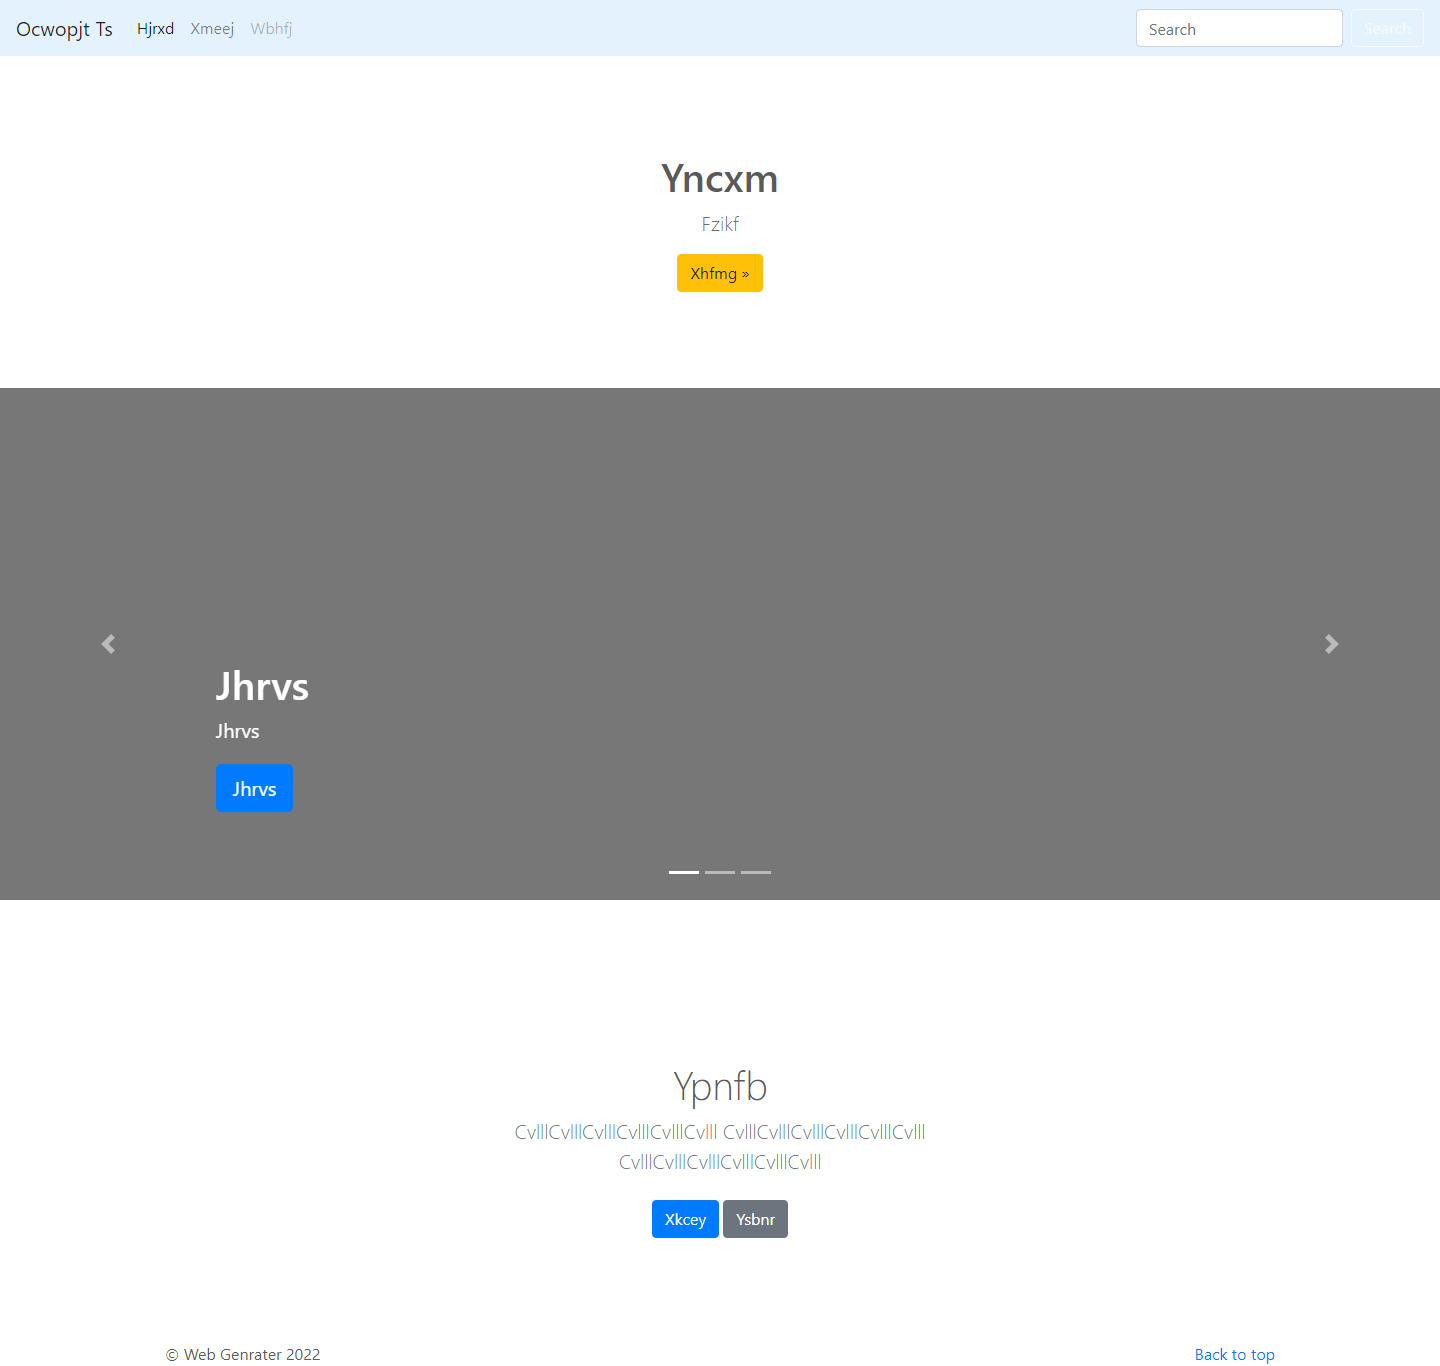 Ocwopjt Ts Hjrxd Xmeej Wbhfj Search Search
Yncxm
Fzikf
Xhfmg »
Jhrvs
Jhrvs
Jhrvs
Ypnfb
CvlllCvlllCvlllCvlllCvlllCvlll CvlllCvlllCvlllCvlllCvlllCvlll
CvlllCvlllCvlllCvlllCvlllCvlll
Xkcey Ysbnr
© Web Genrater 2022 Back to top